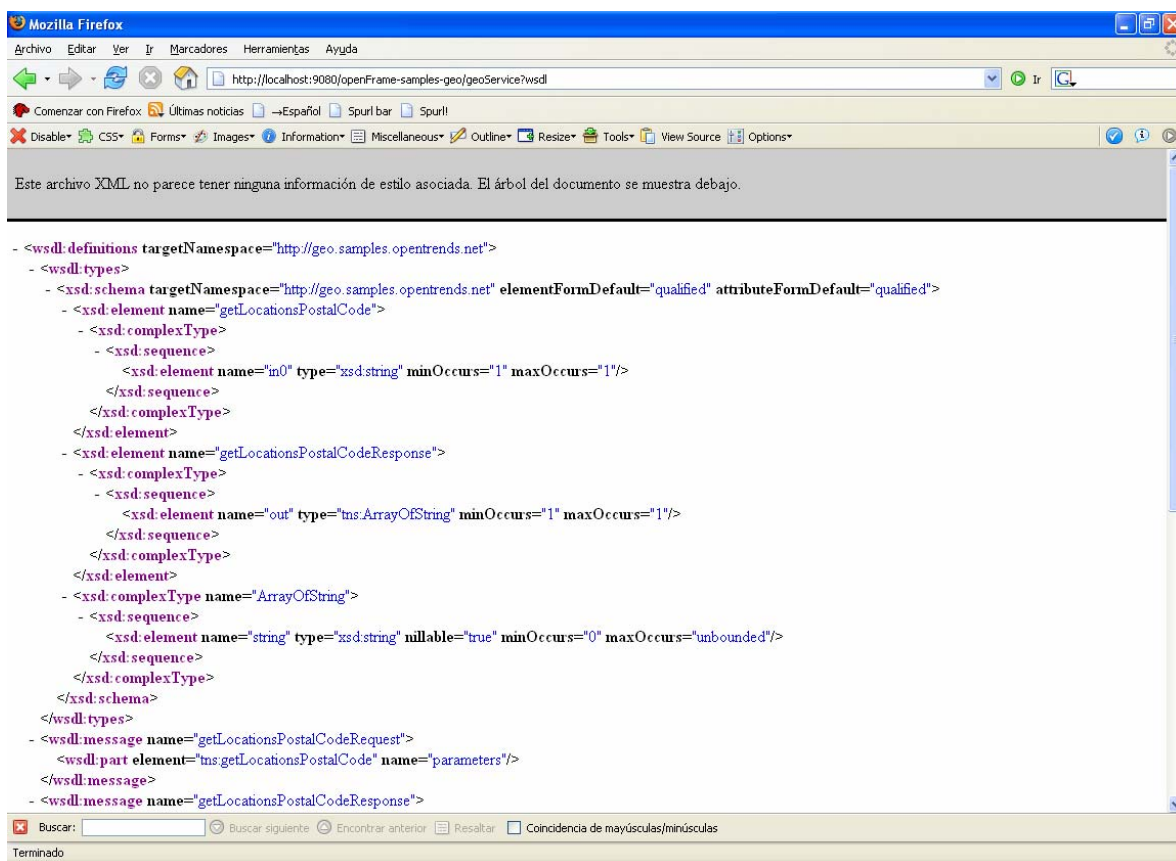 Mozilla Firefox
Archivo Editar Ver Ir Marcadores Herramientas Ayuda
http://localhost:9080/openFrame-samples-geo/geoService?wsdl Ir G
Comenzar con Firefox Últimas noticias →Español Spurl bar Spurl!
Disable CSS Forms Images Information Miscellaneous Outline Resize Tools View Source Options
Este archivo XML no parece tener ninguna información de estilo asociada. El árbol del documento se muestra debajo.
- <wsdl:definitions targetNamespace="http://geo.samples.opentrends.net">
- <wsdl:types>
- <xsd:schema targetNamespace="http://geo.samples.opentrends.net" elementFormDefault="qualified" attributeFormDefault="qualified">
- <xsd:element name="getLocationsPostalCode">
- <xsd:complexType>
- <xsd:sequence>
<xsd:element name="in0" type="xsd:string" minOccurs="1" maxOccurs="1"/>
</xsd:sequence>
</xsd:complexType>
</xsd:element>
- <xsd:element name="getLocationsPostalCodeResponse">
- <xsd:complexType>
- <xsd:sequence>
<xsd:element name="out" type="tns:ArrayOfString" minOccurs="1" maxOccurs="1"/>
</xsd:sequence>
</xsd:complexType>
</xsd:element>
- <xsd:complexType name="ArrayOfString">
- <xsd:sequence>
<xsd:element name="string" type="xsd:string" nillable="true" minOccurs="0" maxOccurs="unbounded"/>
</xsd:sequence>
</xsd:complexType>
</xsd:schema>
</wsdl:types>
- <wsdl:message name="getLocationsPostalCodeRequest">
<wsdl:part element="tns:getLocationsPostalCode" name="parameters"/>
</wsdl:message>
- <wsdl:message name="getLocationsPostalCodeResponse">
Buscar: Buscar siguiente Encontrar anterior Resaltar Coincidencia de mayúsculas/minúsculas
Terminado